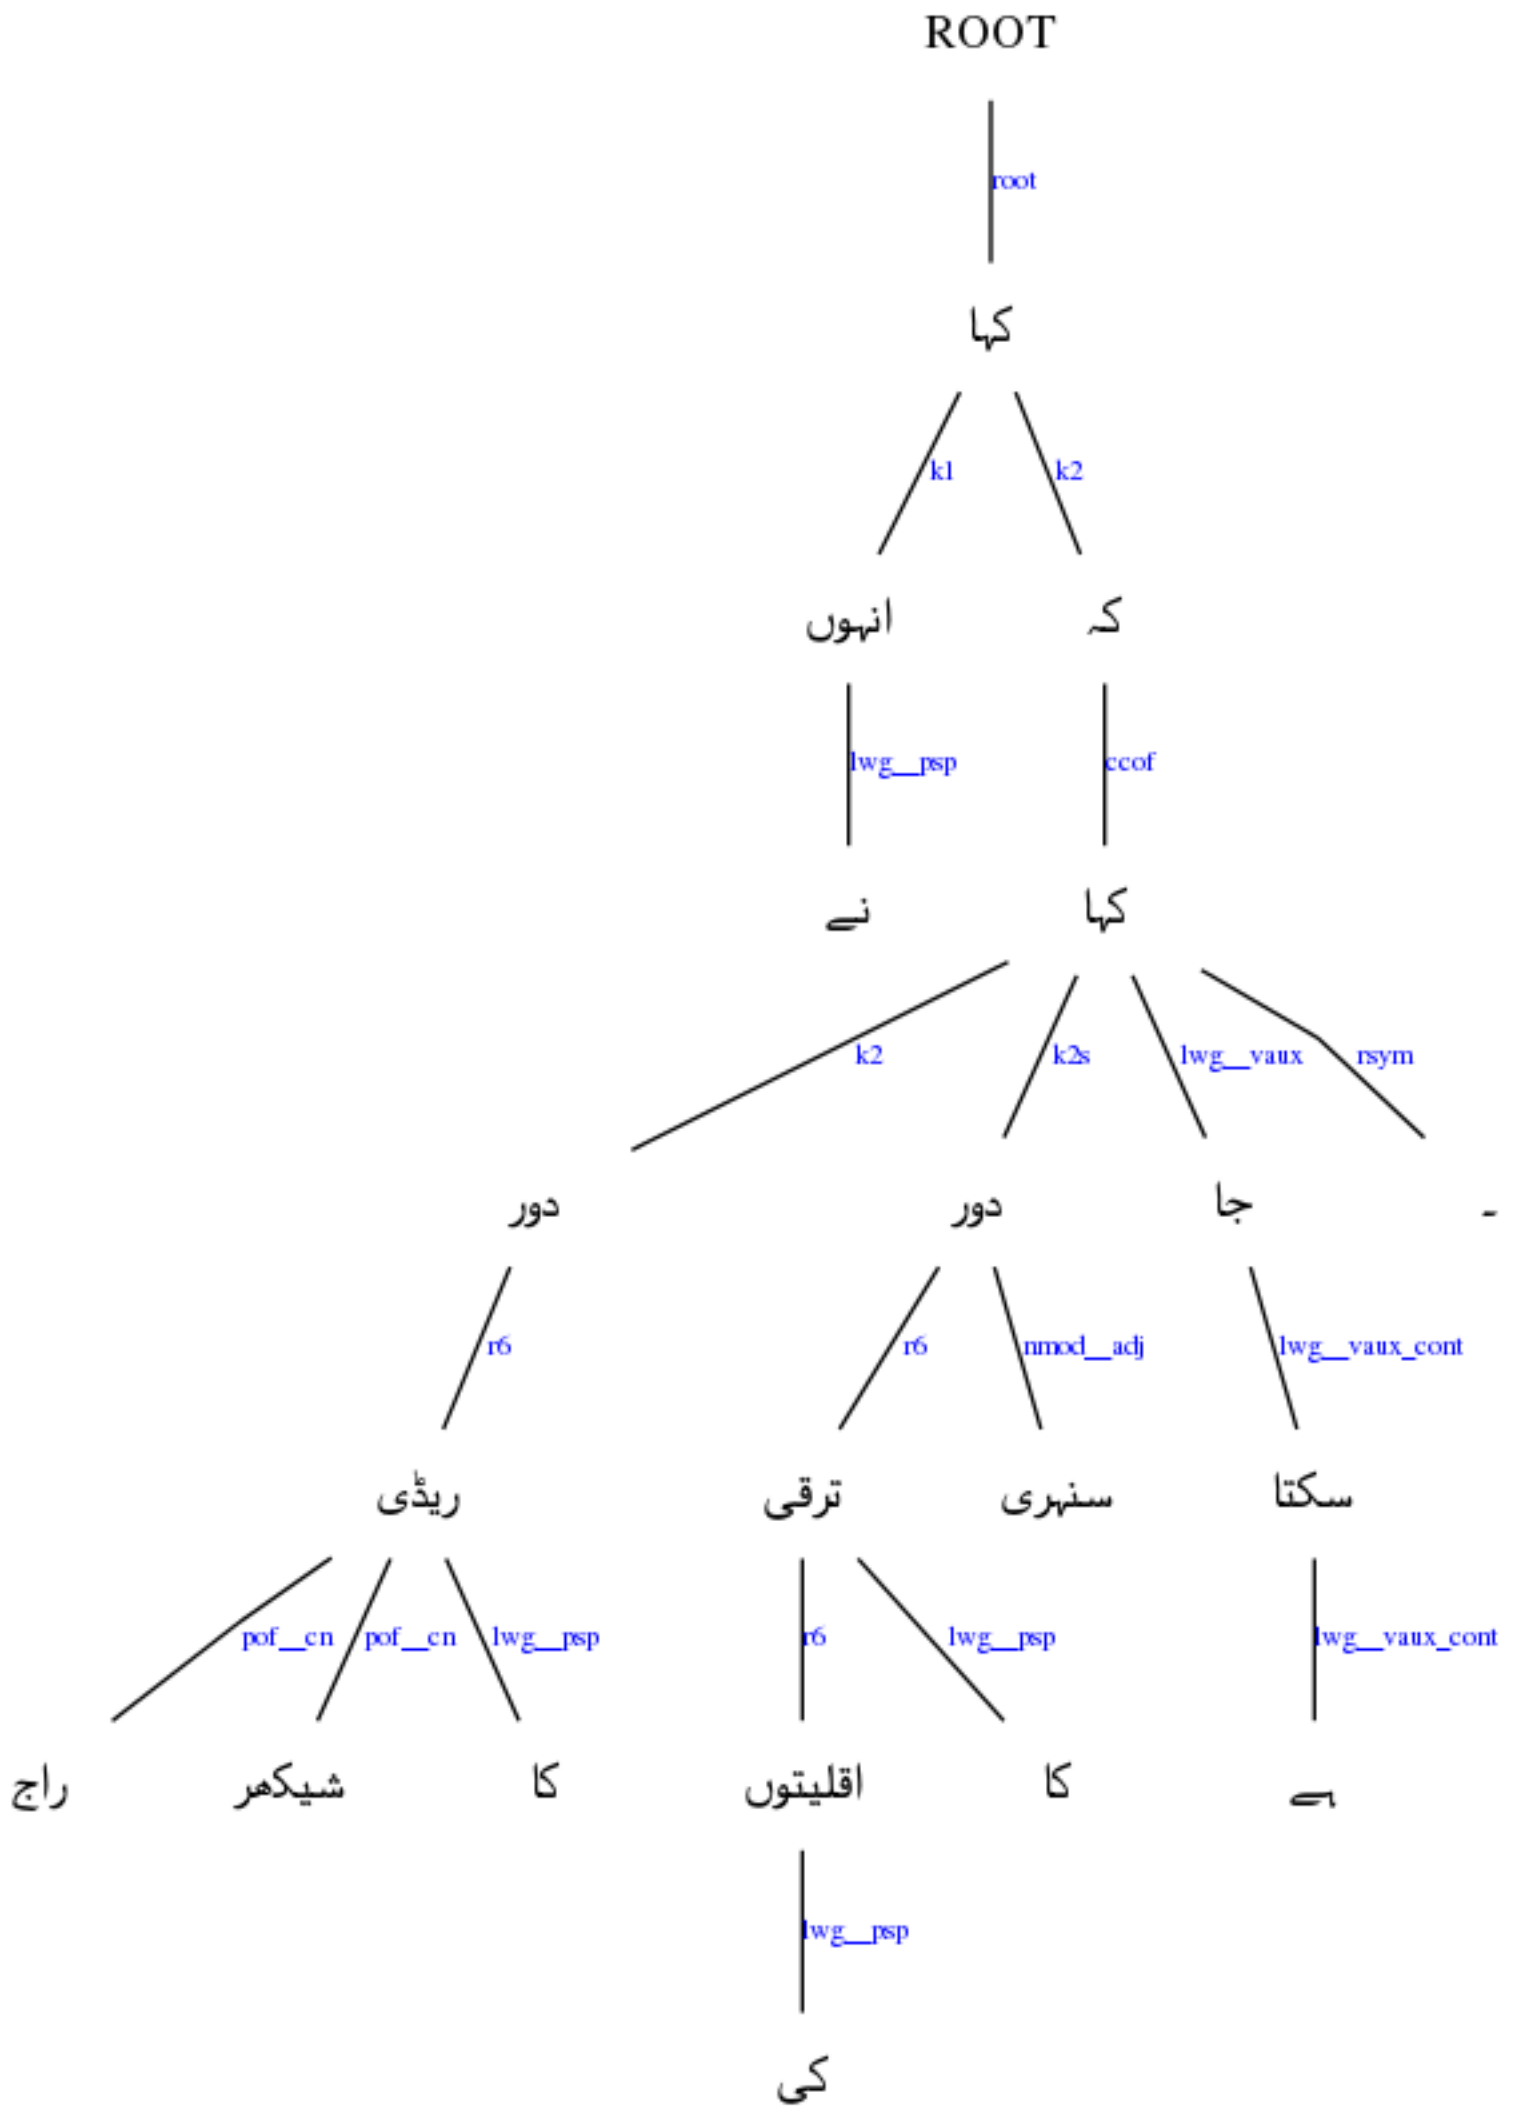 ROOT
root
کہا
k1 k2
انہوں کہ
lwg__psp ccof
نے کہا
k2 k2s lwg__vaux rsym
دور دور جا ۔
r6 r6 nmod__adj lwg__vaux_cont
ریڈی ترقی سنہری سکتا
pof__cn pof__cn lwg__psp r6 lwg__psp lwg__vaux_cont
راج شیکھر کا اقلیتوں کا ہے
lwg__psp
کی